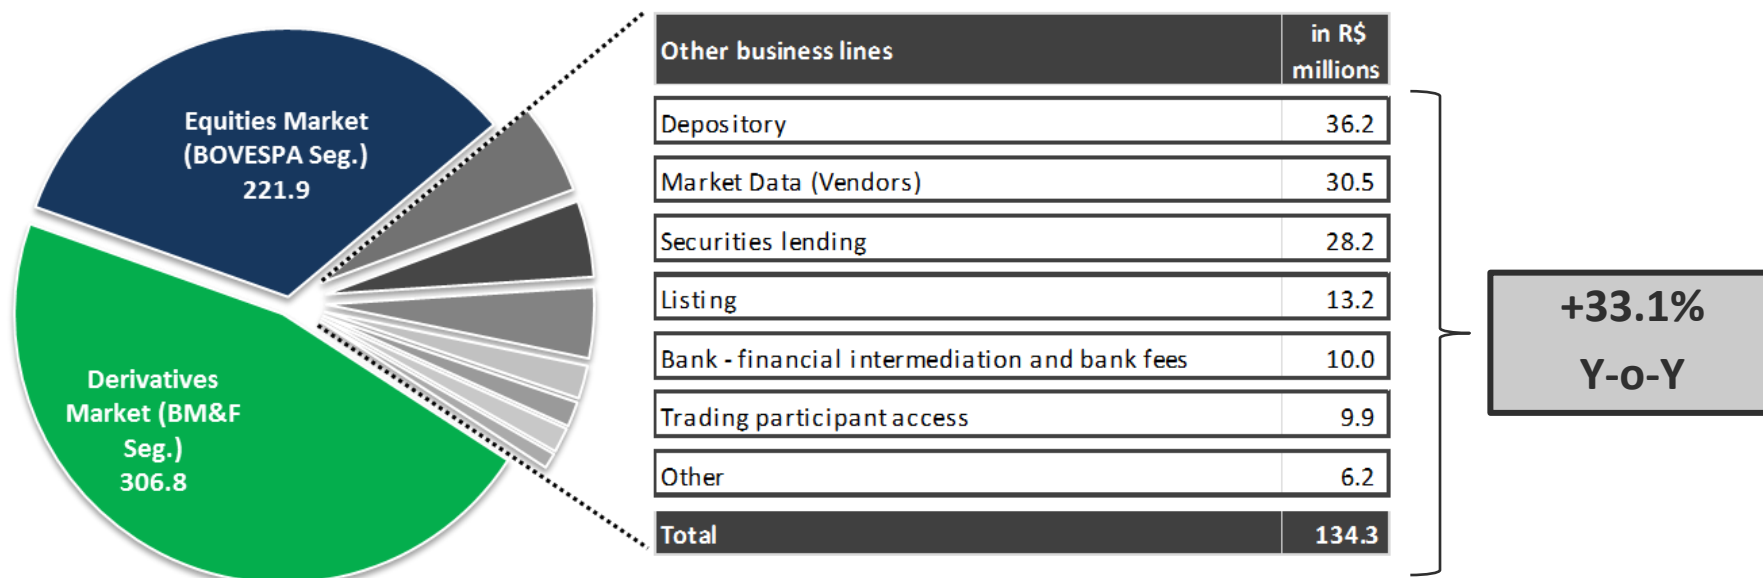 Equities Market
(BOVESPA Seg.)
221.9
Derivatives
Market (BM&F
Seg.)
306.8
Other business lines
in R$
millions
Depository 36.2
Market Data (Vendors) 30.5
Securities lending 28.2
Listing 13.2
Bank - financial intermediation and bank fees 10.0
Trading participant access 9.9
Other 6.2
Total 134.3
+33.1%
Y-o-Y